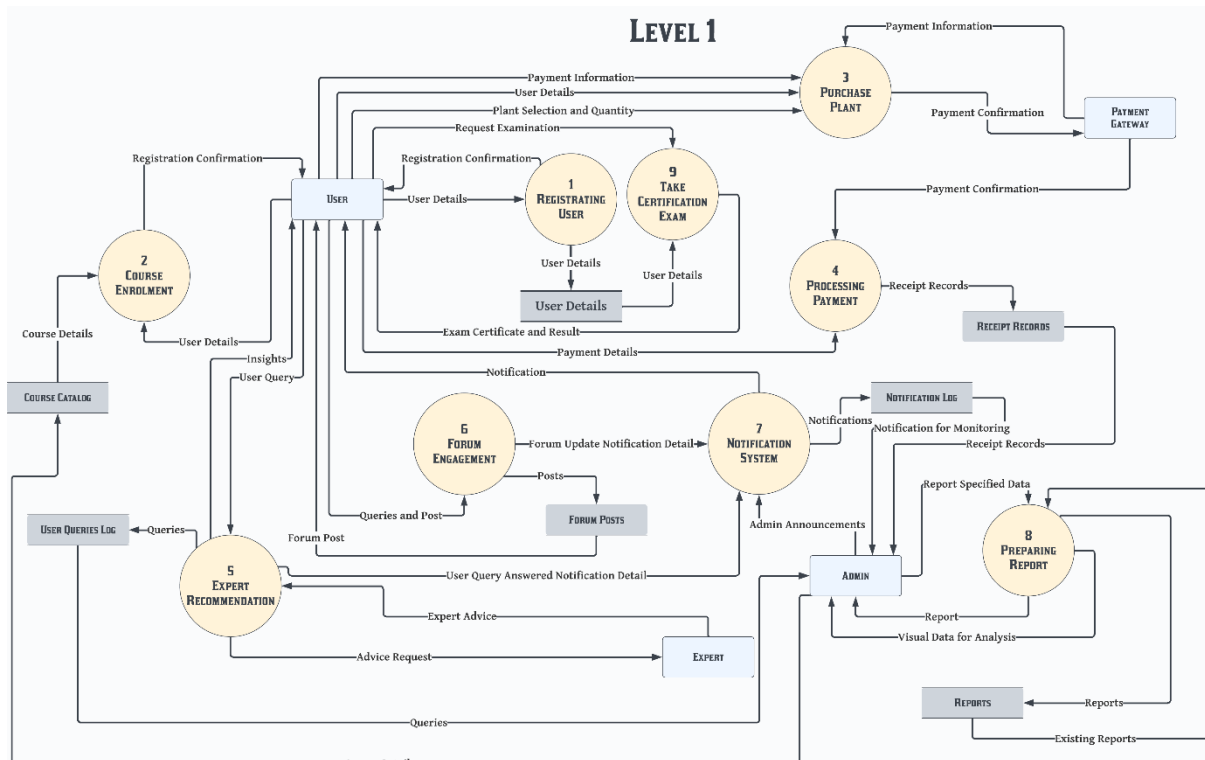 LEVEL 1
Payment Information
Payment Information
3
PURCHASE
PLANT
User Details
Plant Selection and Quantity
Payment Confirmation
PAYMENT
GATEWAY
Request Examination
Registration Confirmation
Registration Confirmation
9
TAKE
CERTIFICATION
EXAM
1
REGISTRATING
USER
USER
User Details
Payment Confirmation
2
COURSE
ENROLMENT
User Details
User Details
4
PROCESSING
PAYMENT
Receipt Records
User Details
RECEIPT RECORDS
Course Details
User Details
Exam Certificate and Result
Payment Details
Insights
User Query
Notification
COURSE CATALOG
NOTIFICATION LOG
6
FORUM
ENGAGEMENT
Forum Update Notification Detail
7
NOTIFICATION
SYSTEM
Notifications
Notification for Monitoring
Receipt Records
Posts
Report Specified Data
USER QUERIES LOG
Queries
Queries and Post
FORUM POSTS
Forum Post
Admin Announcements
8
PREPARING
REPORT
5
EXPERT
RECOMMENDATION
User Query Answered Notification Detail
ADMIN
Expert Advice
Report
Visual Data for Analysis
Advice Request
EXPERT
REPORTS
Reports
Queries
Existing Reports